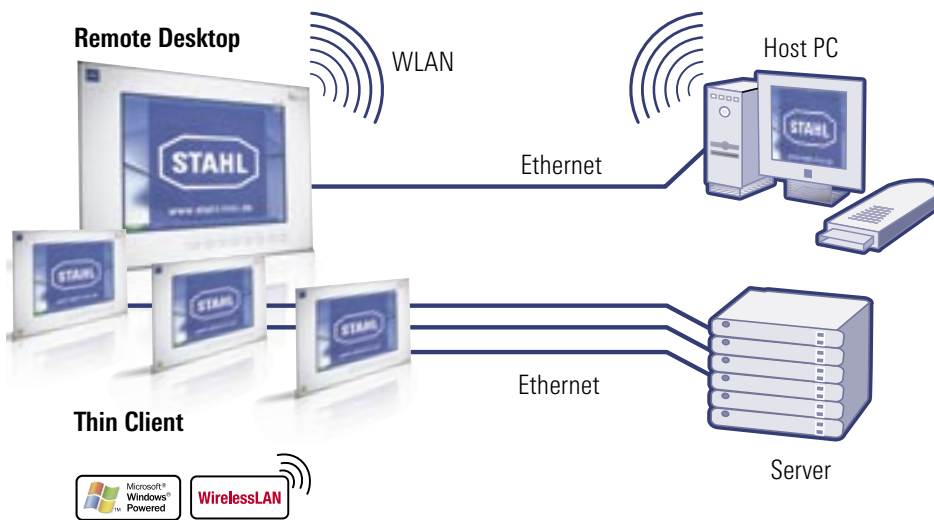 Remote Desktop
WLAN
Host PC
STAHL
STAHL
Ethernet
STAHL
STAHL
STAHL
Ethernet
Thin Client
Server
Microsoft®
Windows®
Powered
TM
WirelessLAN